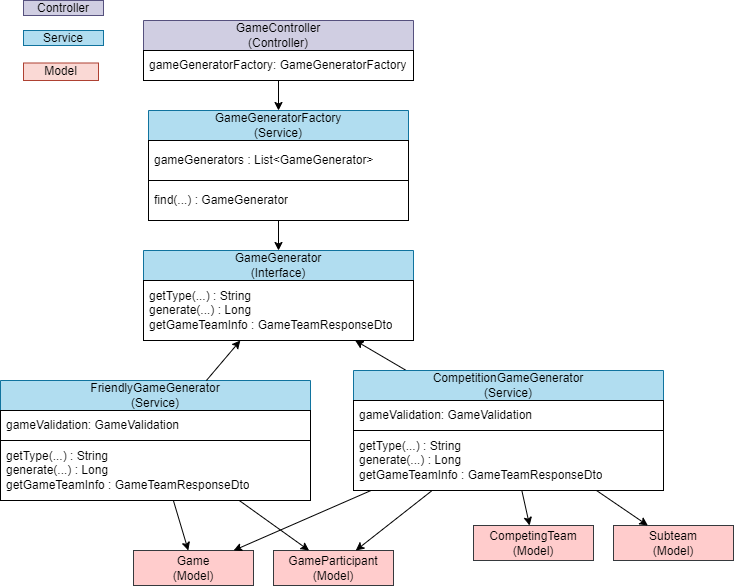 Controller
Service
Model
GameController
(Controller)
gameGeneratorFactory: GameGeneratorFactory
GameGeneratorFactory
(Service)
gameGenerators : List<GameGenerator>
find(...) : GameGenerator
GameGenerator
(Interface)
getType(...) : String
generate(...) : Long
getGameTeamInfo : GameTeamResponseDto
FriendlyGameGenerator
(Service)
gameValidation: GameValidation
getType(...) : String
generate(...) : Long
getGameTeamInfo : GameTeamResponseDto
CompetitionGameGenerator
(Service)
gameValidation: GameValidation
getType(...) : String
generate(...) : Long
getGameTeamInfo : GameTeamResponseDto
Game
(Model)
GameParticipant
(Model)
CompetingTeam
(Model)
Subteam
(Model)